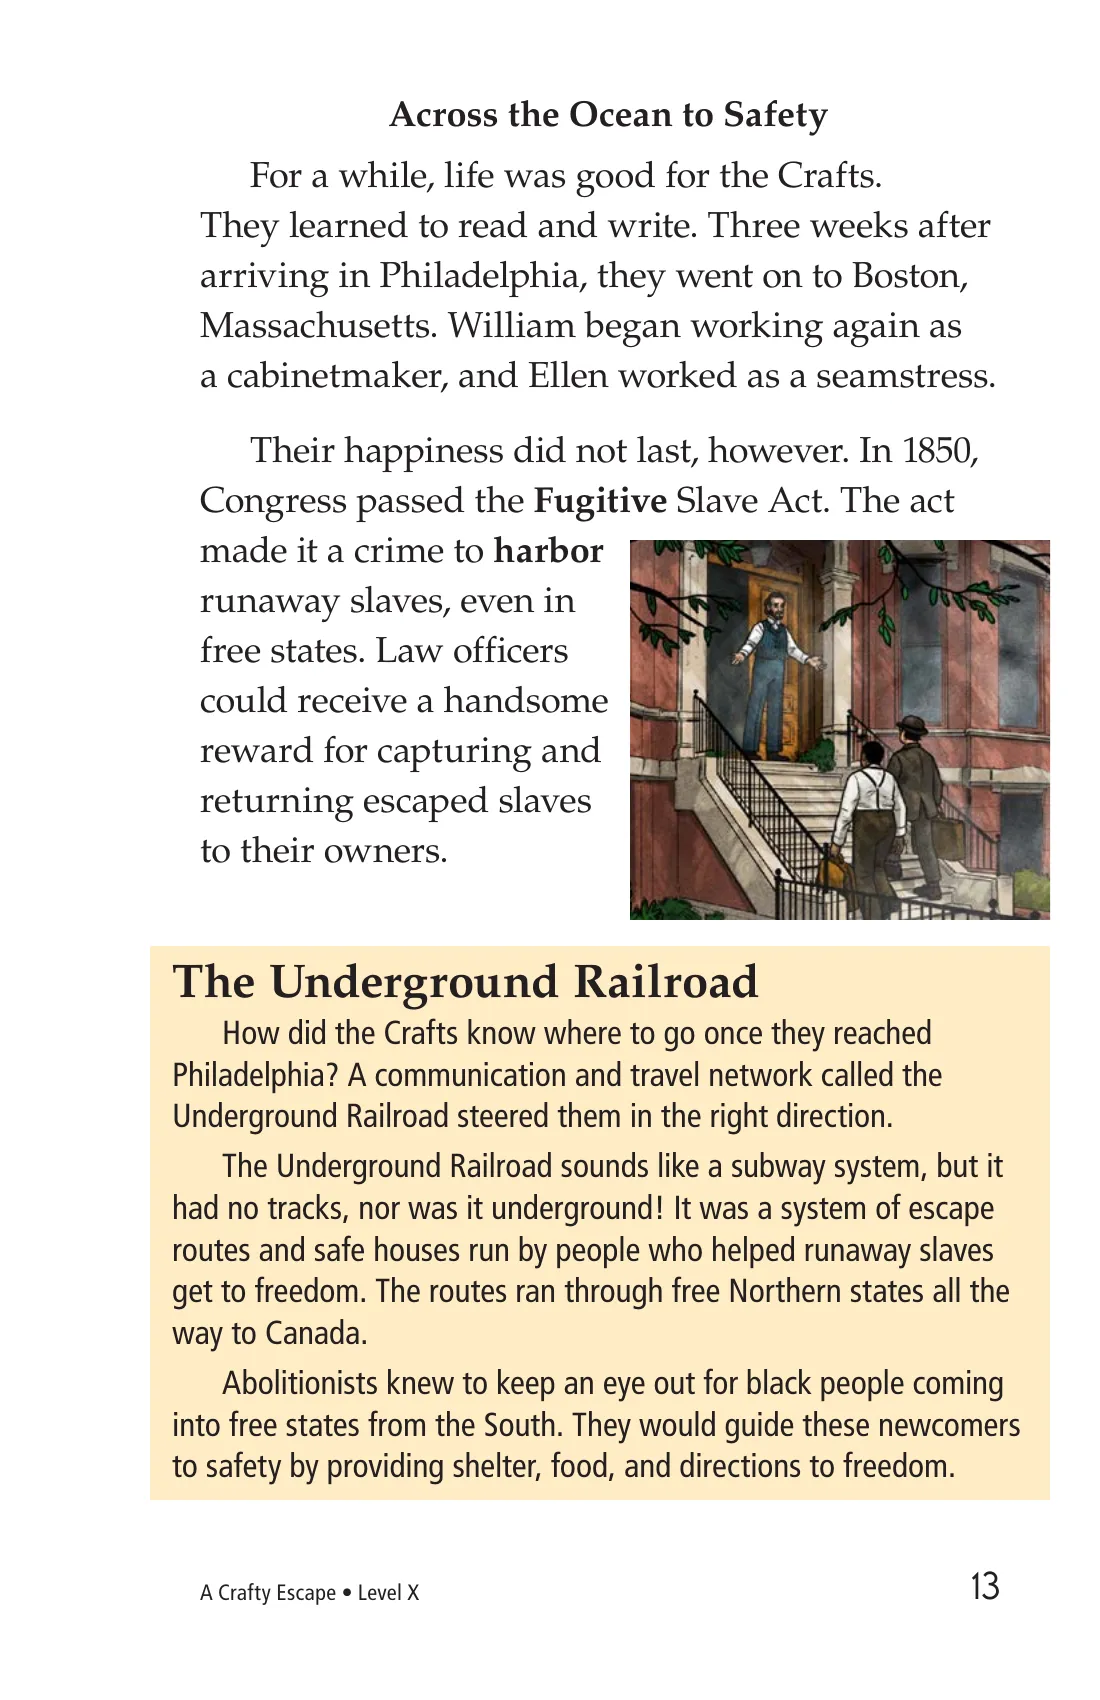 Across the Ocean to Safety
For a while, life was good for the Crafts.
They learned to read and write. Three weeks after
arriving in Philadelphia, they went on to Boston,
Massachusetts. William began working again as
a cabinetmaker, and Ellen worked as a seamstress.
Their happiness did not last, however. In 1850,
Congress passed the Fugitive Slave Act. The act
made it a crime to harbor
runaway slaves, even in
free states. Law officers
could receive a handsome
reward for capturing and
returning escaped slaves
to their owners.
The Underground Railroad
How did the Crafts know where to go once they reached
Philadelphia? A communication and travel network called the
Underground Railroad steered them in the right direction.
The Underground Railroad sounds like a subway system, but it
had no tracks, nor was it underground! It was a system of escape
routes and safe houses run by people who helped runaway slaves
get to freedom. The routes ran through free Northern states all the
way to Canada.
Abolitionists knew to keep an eye out for black people coming
into free states from the South. They would guide these newcomers
to safety by providing shelter, food, and directions to freedom.
A Crafty Escape • Level X
13